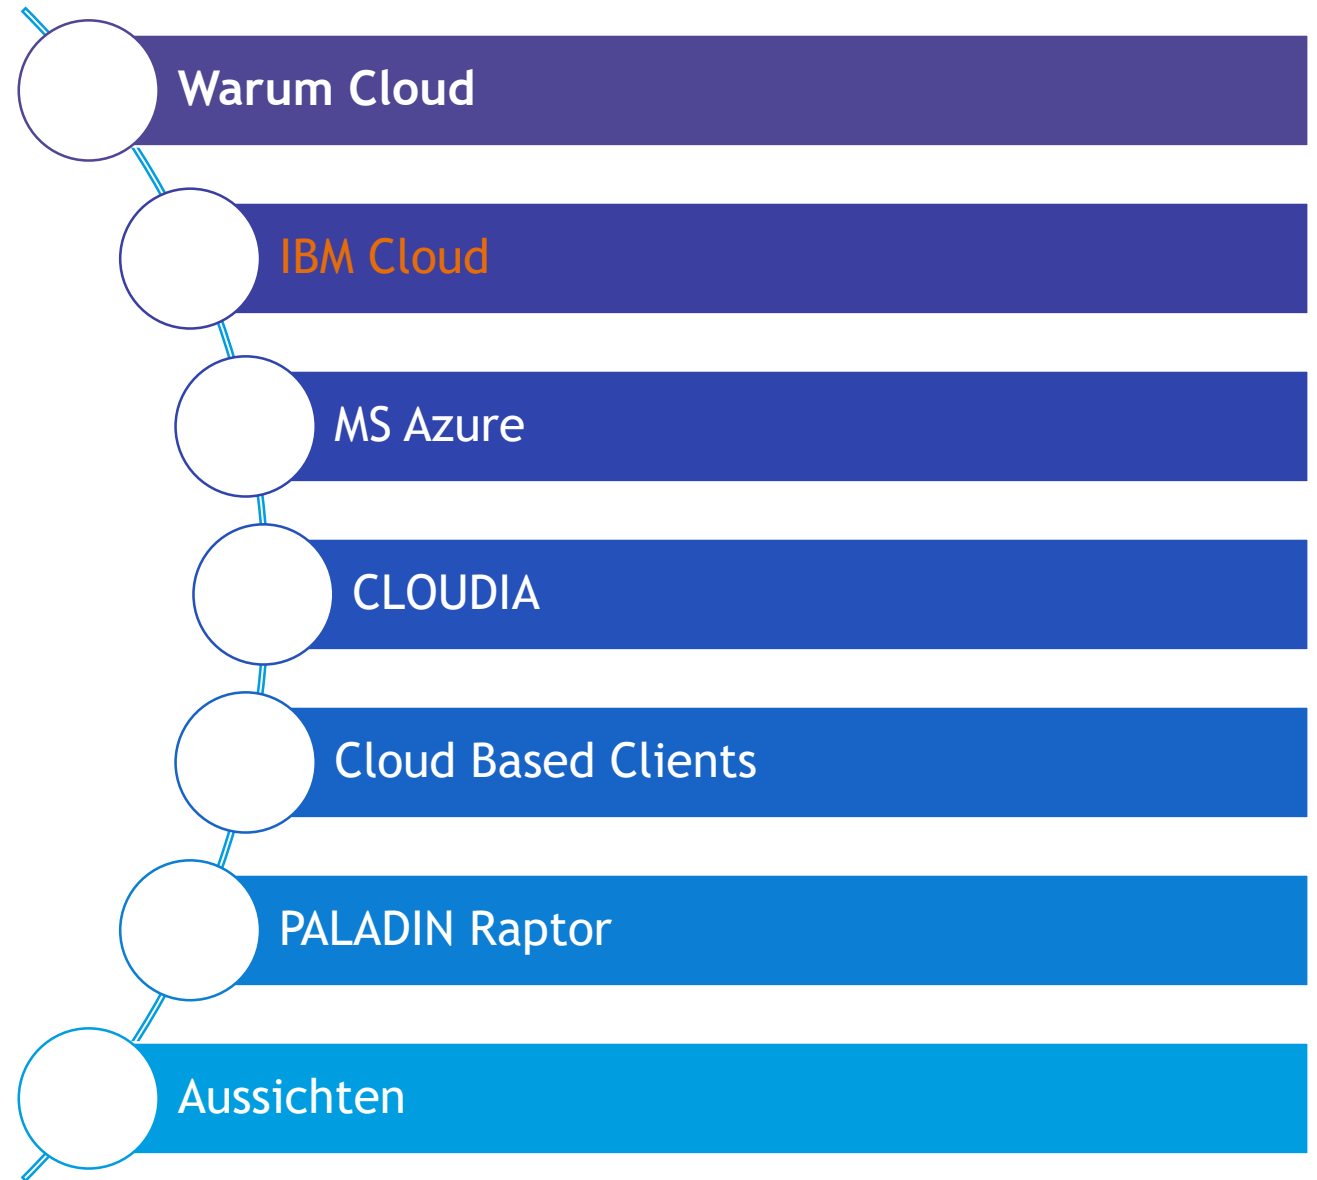 Warum Cloud
IBM Cloud
MS Azure
CLOUDIA
Cloud Based Clients
PALADIN Raptor
Aussichten